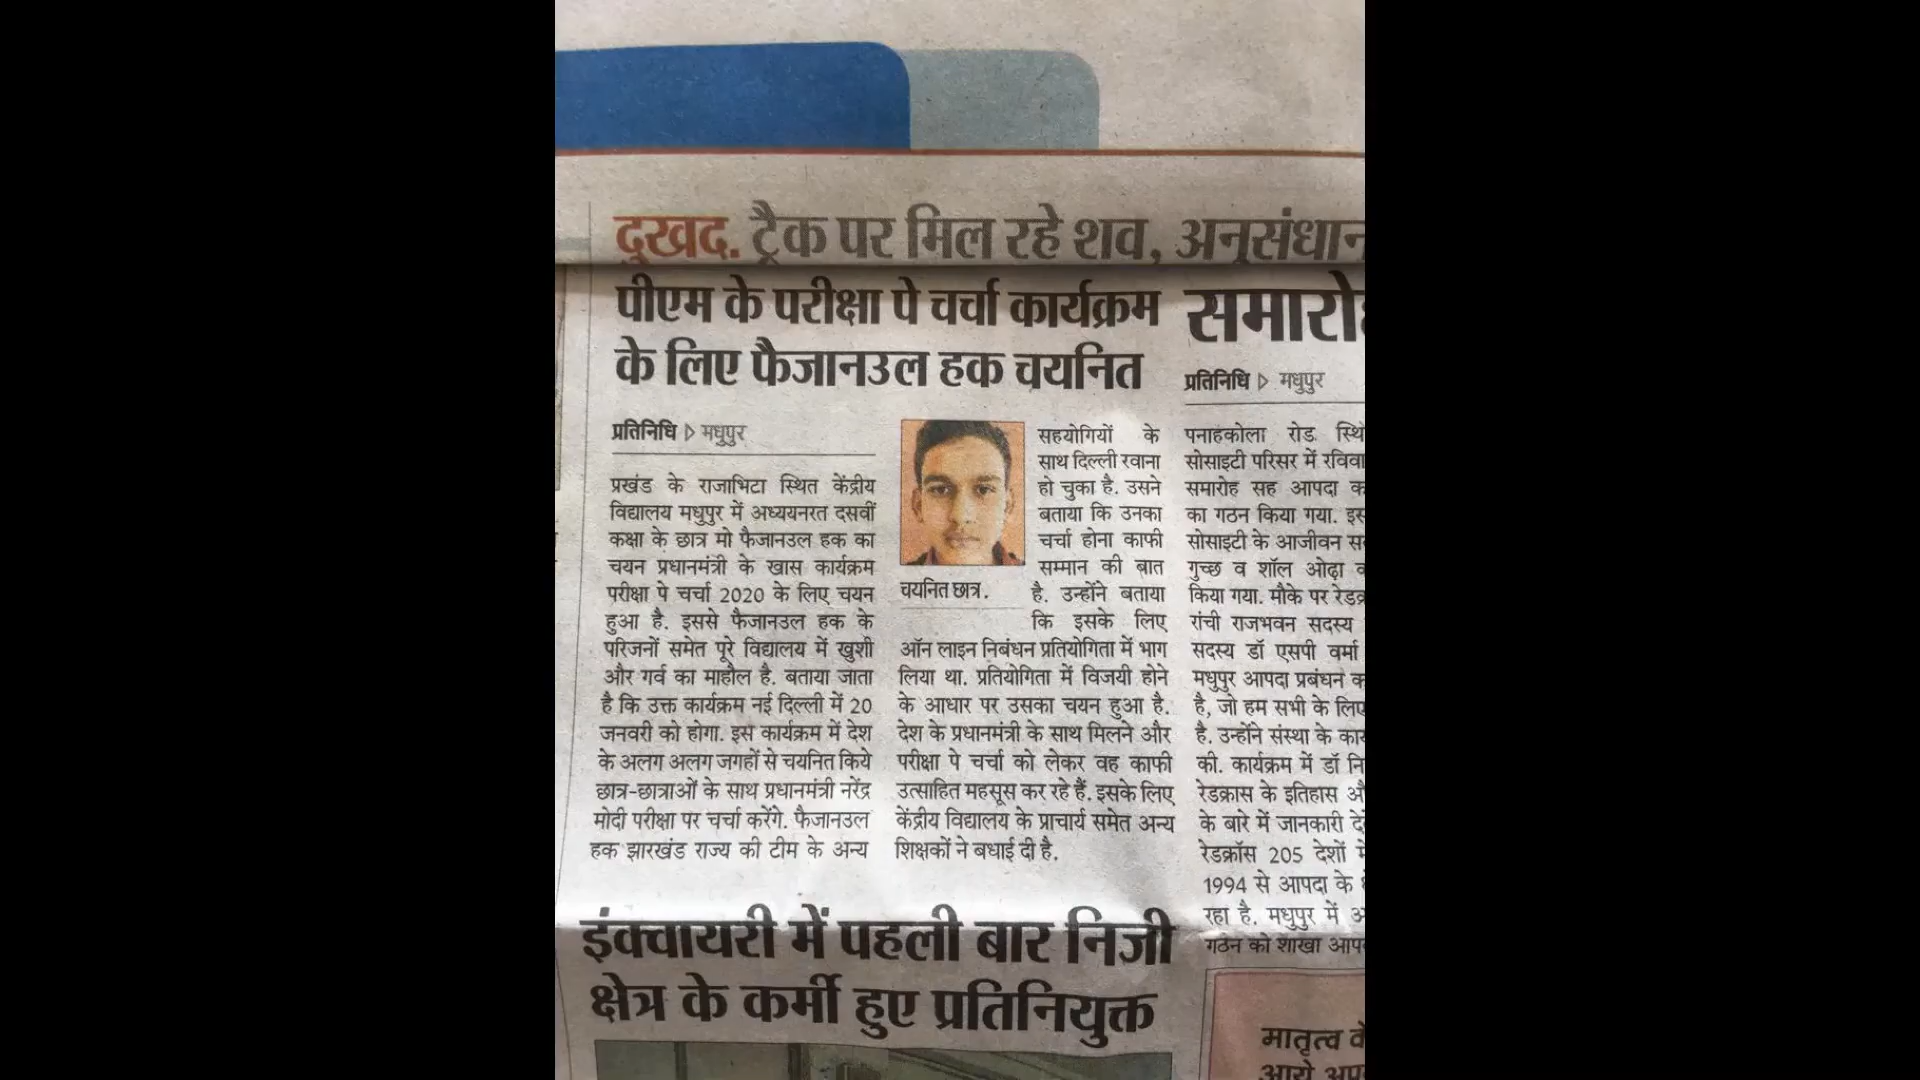 दुखद. ट्रैक पर मिल रहे शव, अनुसंधान
पीएम के परीक्षा पे चर्चा कार्यक्रम
के लिए फैजानउल हक चयनित
प्रतिनिधि ▷ मधुपुर
प्रखंड के राजाभिटा स्थित केंद्रीय
विद्यालय मधुपुर में अध्ययनरत दसवीं
कक्षा के छात्र मो फैजानउल हक का
चयन प्रधानमंत्री के खास कार्यक्रम
परीक्षा पे चर्चा 2020 के लिए चयन
हुआ है. इससे फैजानउल हक के
परिजनों समेत पूरे विद्यालय में खुशी
और गर्व का माहौल है. बताया जाता
है कि उक्त कार्यक्रम नई दिल्ली में 20
जनवरी को होगा. इस कार्यक्रम में देश
के अलग अलग जगहों से चयनित किये
छात्र-छात्राओं के साथ प्रधानमंत्री नरेंद्र
मोदी परीक्षा पर चर्चा करेंगे. फैजानउल
हक झारखंड राज्य की टीम के अन्य
चयनित छात्र.
सहयोगियों के
साथ दिल्ली रवाना
हो चुका है. उसने
बताया कि उनका
चर्चा होना काफी
सम्मान की बात
है. उन्होंने बताया
कि इसके लिए
ऑन लाइन निबंधन प्रतियोगिता में भाग
लिया था. प्रतियोगिता में विजयी होने
के आधार पर उसका चयन हुआ है.
देश के प्रधानमंत्री के साथ मिलने और
परीक्षा पे चर्चा को लेकर वह काफी
उत्साहित महसूस कर रहे हैं. इसके लिए
केंद्रीय विद्यालय के प्राचार्य समेत अन्य
शिक्षकों ने बधाई दी है.
समारो
प्रतिनिधि ▷ मधुपुर
पनाहकोला रोड स्थि
सोसाइटी परिसर में रविवा
समारोह सह आपदा
का गठन किया गया. इस
सोसाइटी के आजीवन
गुच्छ व शॉल ओढ़ा
किया गया. मौके पर रेडक्र
रांची राजभवन सदस्य
सदस्य डॉ एसपी वर्मा
मधुपुर आपदा प्रबंधन
है, जो हम सभी के लिए
है. उन्होंने संस्था के कार
की. कार्यक्रम में डॉ नि
रेडक्रास के इतिहास
के बारे में जानकारी
रेडक्रॉस 205 देशों
1994 से आपदा के
रहा है. मधुपुर में
गठन को शाखा आप
इंक्वायरी में पहली बार निजी
क्षेत्र के कर्मी हुए प्रतिनियुक्त
मातृत्व
आये